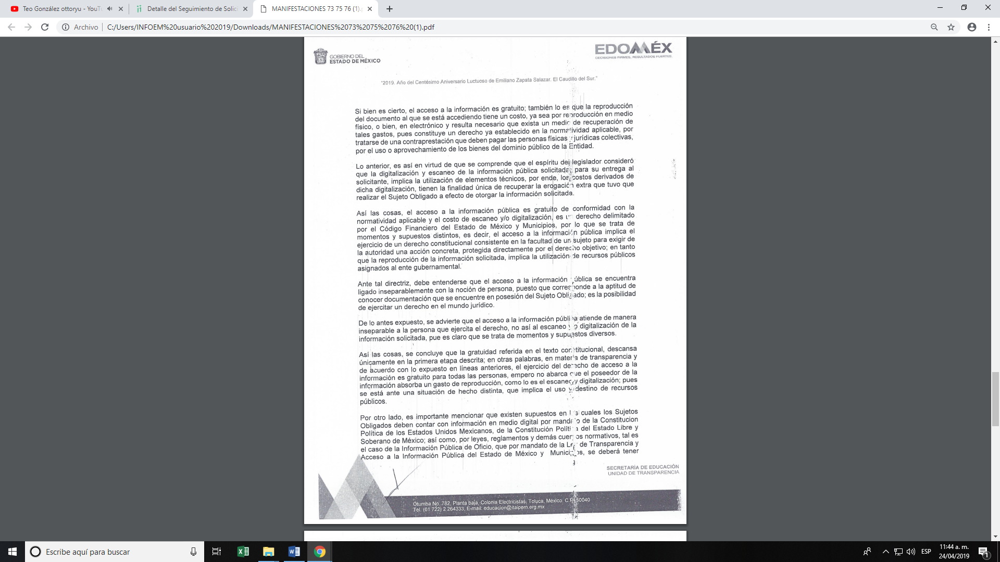 Teo González ottoryu - YouT
Detalle del Seguimiento de Solici
MANIFESTACIONES 73 75 76 (1).p
Archivo
C:/Users/INFOEM%20usuario%202019/Downloads/MANIFESTACIONES%2073%2075%2076%20(1).pdf
GOBIERNO DEL
ESTADO DE MÉXICO
EDOMÉX
DECISIONES FIRMES, RESULTADOS FUERTES.
"2019. Año del Centésimo Aniversario Luctuoso de Emiliano Zapata Salazar. El Caudillo del Sur."
Si bien es cierto, el acceso a la información es gratuito; también lo es que la reproducción
del documento al que se está accediendo tiene un costo, ya sea por reproducción en medio
físico, o bien, en electrónico y resulta necesario que exista un medio de recuperación de
tales gastos, pues constituye un derecho ya establecido en la normatividad aplicable, por
tratarse de una contraprestación que deben pagar las personas físicas y jurídicas colectivas,
por el uso o aprovechamiento de los bienes del dominio público de la Entidad.
Lo anterior, es así en virtud de que se comprende que el espíritu del legislador consideró
que la digitalización y escaneo de la información pública solicitada, para su entrega al
solicitante, implica la utilización de elementos técnicos, por ende, los costos derivados de
dicha digitalización, tienen la finalidad única de recuperar la erogación extra que tuvo que
realizar el Sujeto Obligado a efecto de otorgar la información solicitada.
Así las cosas, el acceso a la información pública es gratuito de conformidad con la
normatividad aplicable y el costo de escaneo y/o digitalización, es un derecho delimitado
por el Código Financiero del Estado de México y Municipios, por lo que se trata de
momentos y supuestos distintos, es decir, el acceso a la información pública implica el
ejercicio de un derecho constitucional consistente en la facultad de un sujeto para exigir de
la autoridad una acción concreta, protegida directamente por el derecho objetivo; en tanto
que la reproducción de la información solicitada, implica la utilización de recursos públicos
asignados al ente gubernamental.
Ante tal directriz, debe entenderse que el acceso a la información pública se encuentra
ligado inseparablemente con la noción de persona, puesto que corresponde a la aptitud de
conocer documentación que se encuentre en posesión del Sujeto Obligado; es la posibilidad
de ejercitar un derecho en el mundo jurídico.
De lo antes expuesto, se advierte que el acceso a la información pública atiende de manera
inseparable a la persona que ejercita el derecho, no así al escaneo y/o digitalización de la
información solicitada, pue es claro que se trata de momentos y supuestos diversos.
Así las cosas, se concluye que la gratuidad referida en el texto constitucional, descansa
únicamente en la primera etapa descrita; en otras palabras, en materia de transparencia y
de acuerdo con lo expuesto en líneas anteriores, el ejercicio del derecho de acceso a la
información es gratuito para todas las personas, empero no abarca que el poseedor de la
información absorba un gasto de reproducción, como lo es el escaneo y digitalización; pues
se está ante una situación de hecho distinta, que implica el uso y destino de recursos
públicos.
Por otro lado, es importante mencionar que existen supuestos en los cuales los Sujetos
Obligados deben contar con información en medio digital por mandato de la Constitucion
Política de los Estados Unidos Mexicanos, de la Constitución Política del Estado Libre y
Soberano de México; así como, por leyes, reglamentos y demás cuerpos normativos, tal es
el caso de la Información Pública de Oficio, que por mandato de la Ley de Transparencia y
Acceso a la Información Pública del Estado de México y Municipios, se deberá tener
SECRETARÍA DE EDUCACIÓN
UNIDAD DE TRANSPARENCIA
Otumba No. 782, Planta baja, Colonia Electricistas, Toluca, México. C.P. 50040
Tel. (01 722) 2 264333, E-mail: educacion@itaipem.org.mx
Escribe aquí para buscar
ESP
11:44 a. m.
24/04/2019
1